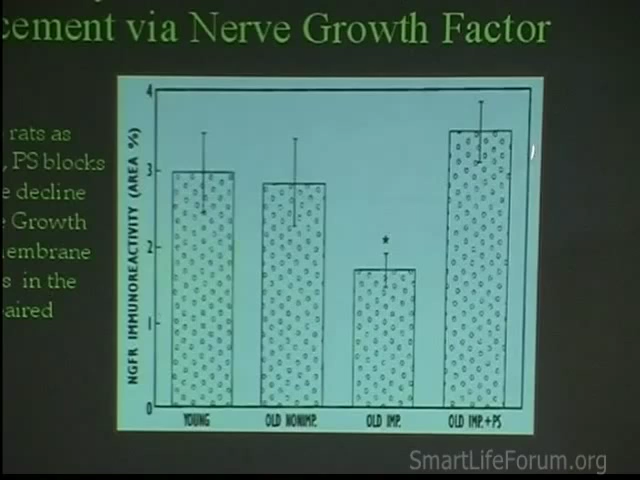 cement via Nerve Growth Factor
rats as
, PS blocks
e decline
e Growth
embrane
s in the
aired
NGFR IMMUNOREACTIVITY (AREA %)
4
3
2
1
0
*
YOUNG
OLD NONIMP.
OLD IMP.
OLD IMP.+PS
SmartLifeForum.org